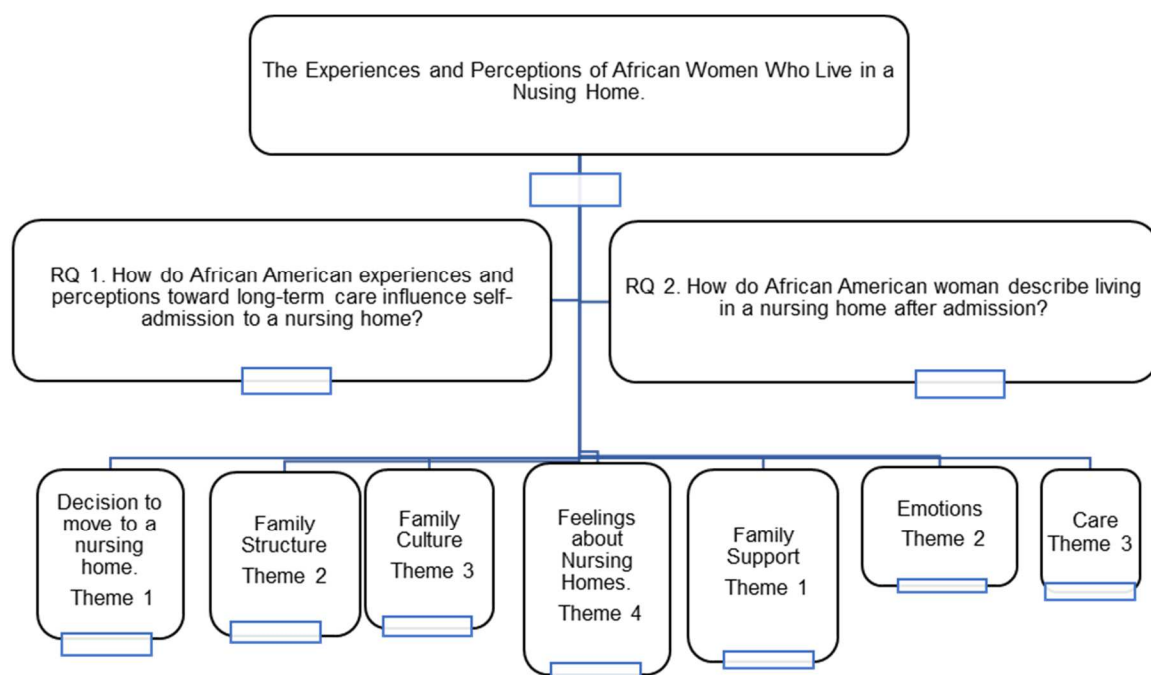 The Experiences and Perceptions of African Women Who Live in a
Nusing Home.
RQ 1. How do African American experiences and
perceptions toward long-term care influence self-
admission to a nursing home?
RQ 2. How do African American woman describe living
in a nursing home after admission?
Decision to
move to a
nursing
home.
Theme 1
Family
Structure
Theme 2
Family
Culture
Theme 3
Feelings
about
Nursing
Homes.
Theme 4
Family
Support
Theme 1
Emotions
Theme 2
Care
Theme 3